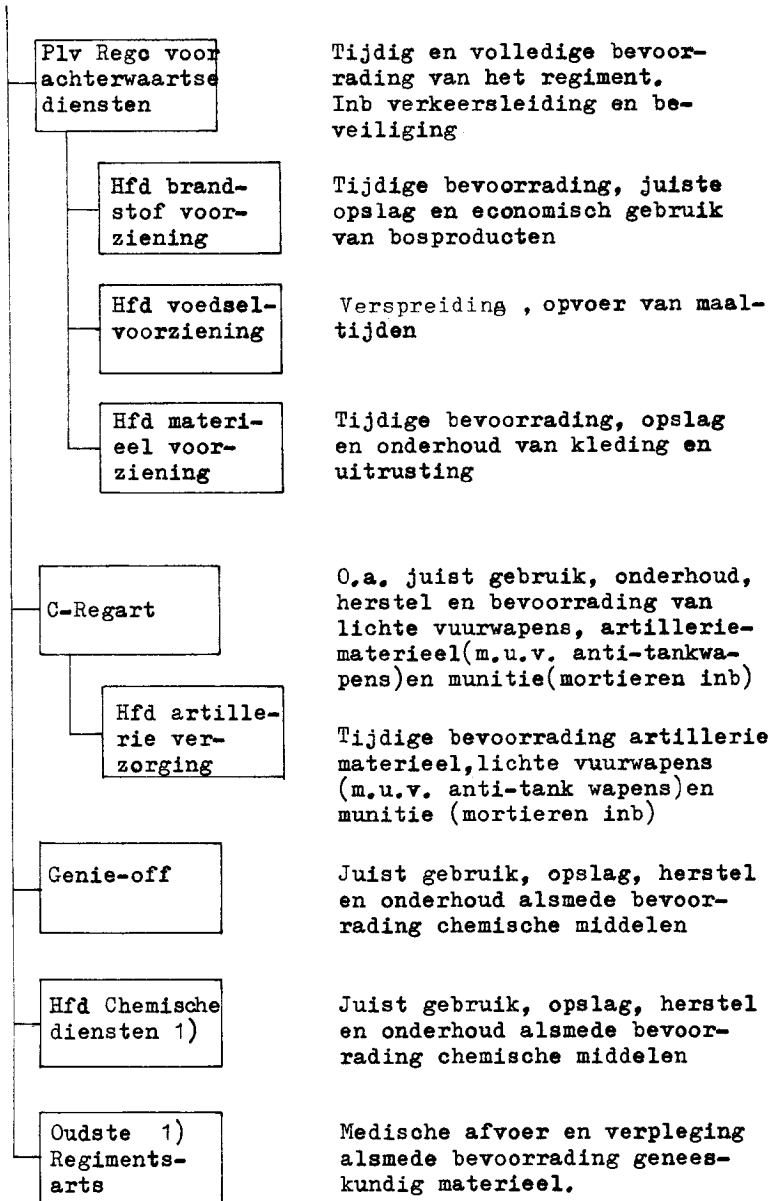 Plv Regc voor
achterwaartse
diensten
Tijdig en volledige bevoor-
rading van het regiment.
Inb verkeersleiding en be-
veiliging
Hfd brand-
stof voor-
ziening
Tijdige bevoorrading, juiste
opslag en economisch gebruik
van bosproducten
Hfd voedsel-
voorziening
Verspreiding , opvoer van maal-
tijden
Hfd materi-
eel voor-
ziening
Tijdige bevoorrading, opslag
en onderhoud van kleding en
uitrusting
C-Regart
O.a. juist gebruik, onderhoud,
herstel en bevoorrading van
lichte vuurwapens, artillerie-
materieel(m.u.v. anti-tankwa-
pens)en munitie(mortieren inb)
Hfd artille-
rie ver-
zorging
Tijdige bevoorrading artillerie
materieel,lichte vuurwapens
(m.u.v. anti-tank wapens)en
munitie (mortieren inb)
Genie-off
Juist gebruik, opslag, herstel
en onderhoud alsmede bevoor-
rading chemische middelen
Hfd Chemische
diensten 1)
Juist gebruik, opslag, herstel
en onderhoud alsmede bevoor-
rading chemische middelen
Oudste 1)
Regiments-
arts
Medische afvoer en verpleging
alsmede bevoorrading genees-
kundig materieel.